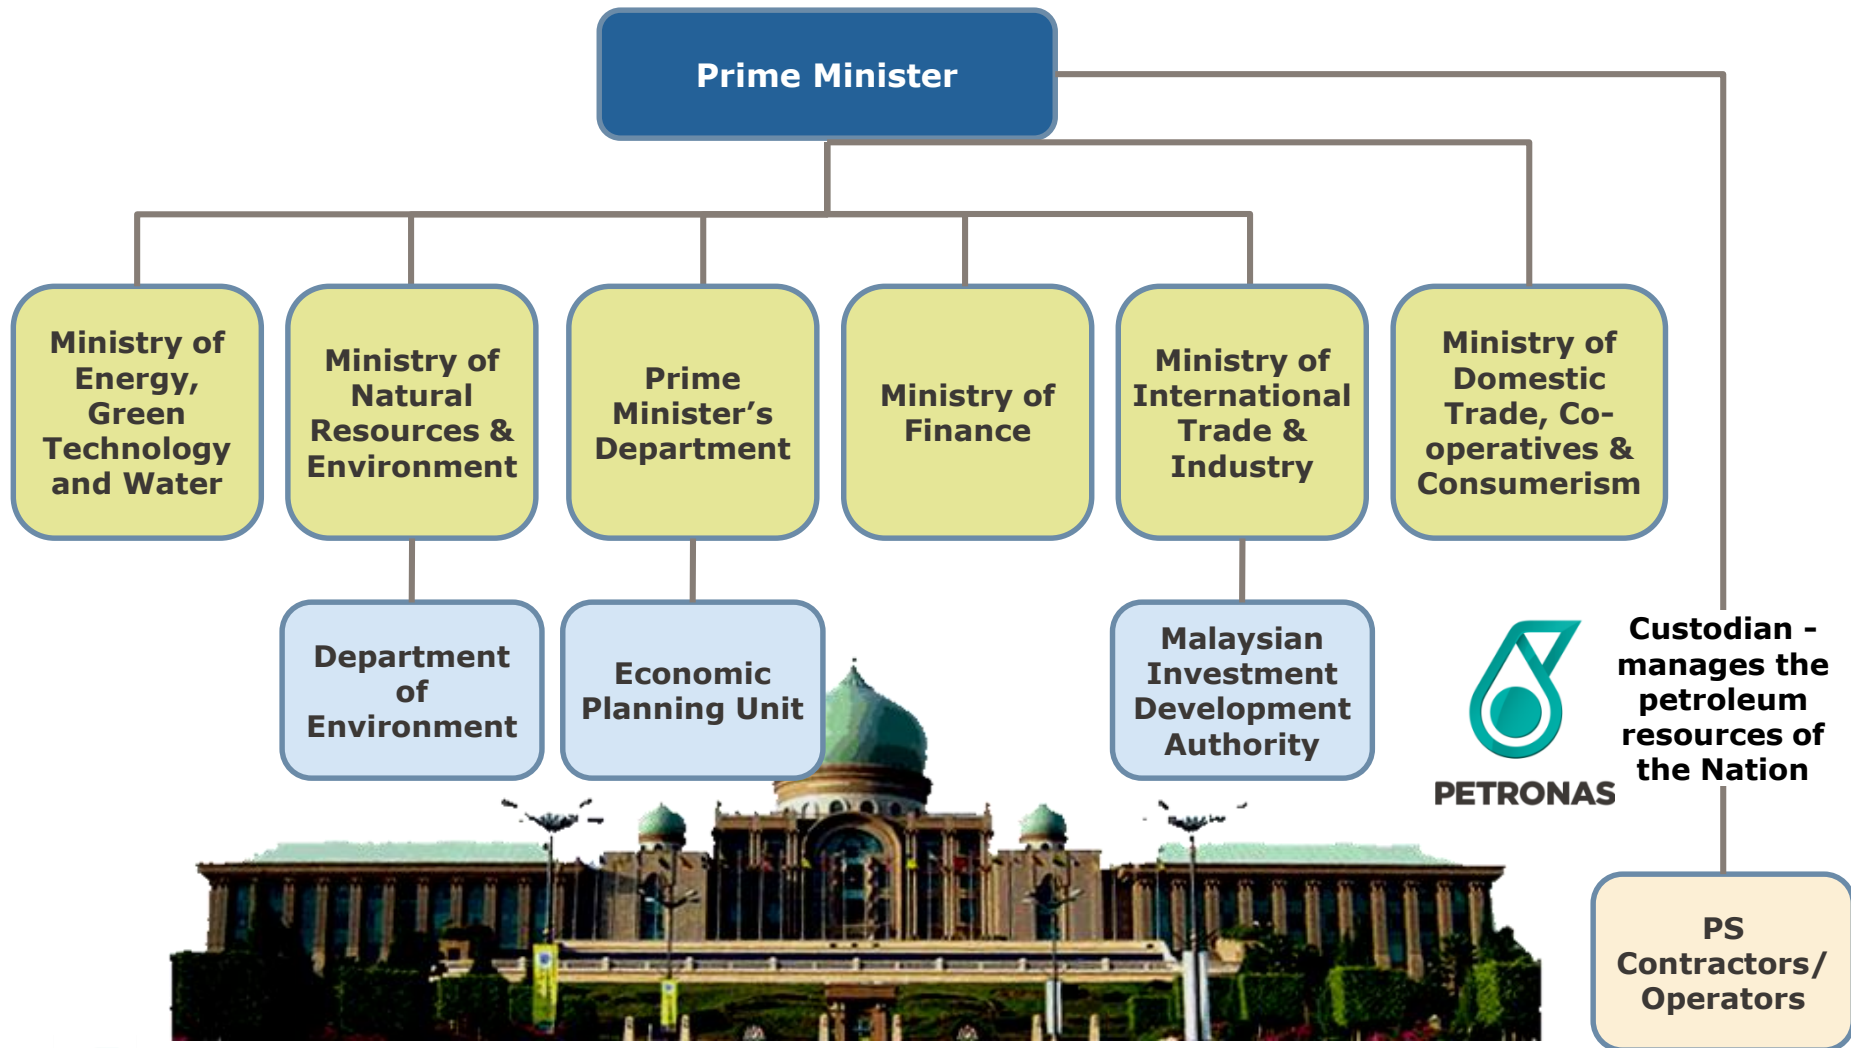 Prime Minister
Ministry of
Energy,
Green
Technology
and Water
Ministry of
Natural
Resources &
Environment
Prime
Minister’s
Department
Ministry of
Finance
Ministry of
International
Trade &
Industry
Ministry of
Domestic
Trade, Co-
operatives &
Consumerism
Department
of
Environment
Economic
Planning Unit
Malaysian
Investment
Development
Authority
PETRONAS
Custodian -
manages the
petroleum
resources of
the Nation
PS
Contractors/
Operators